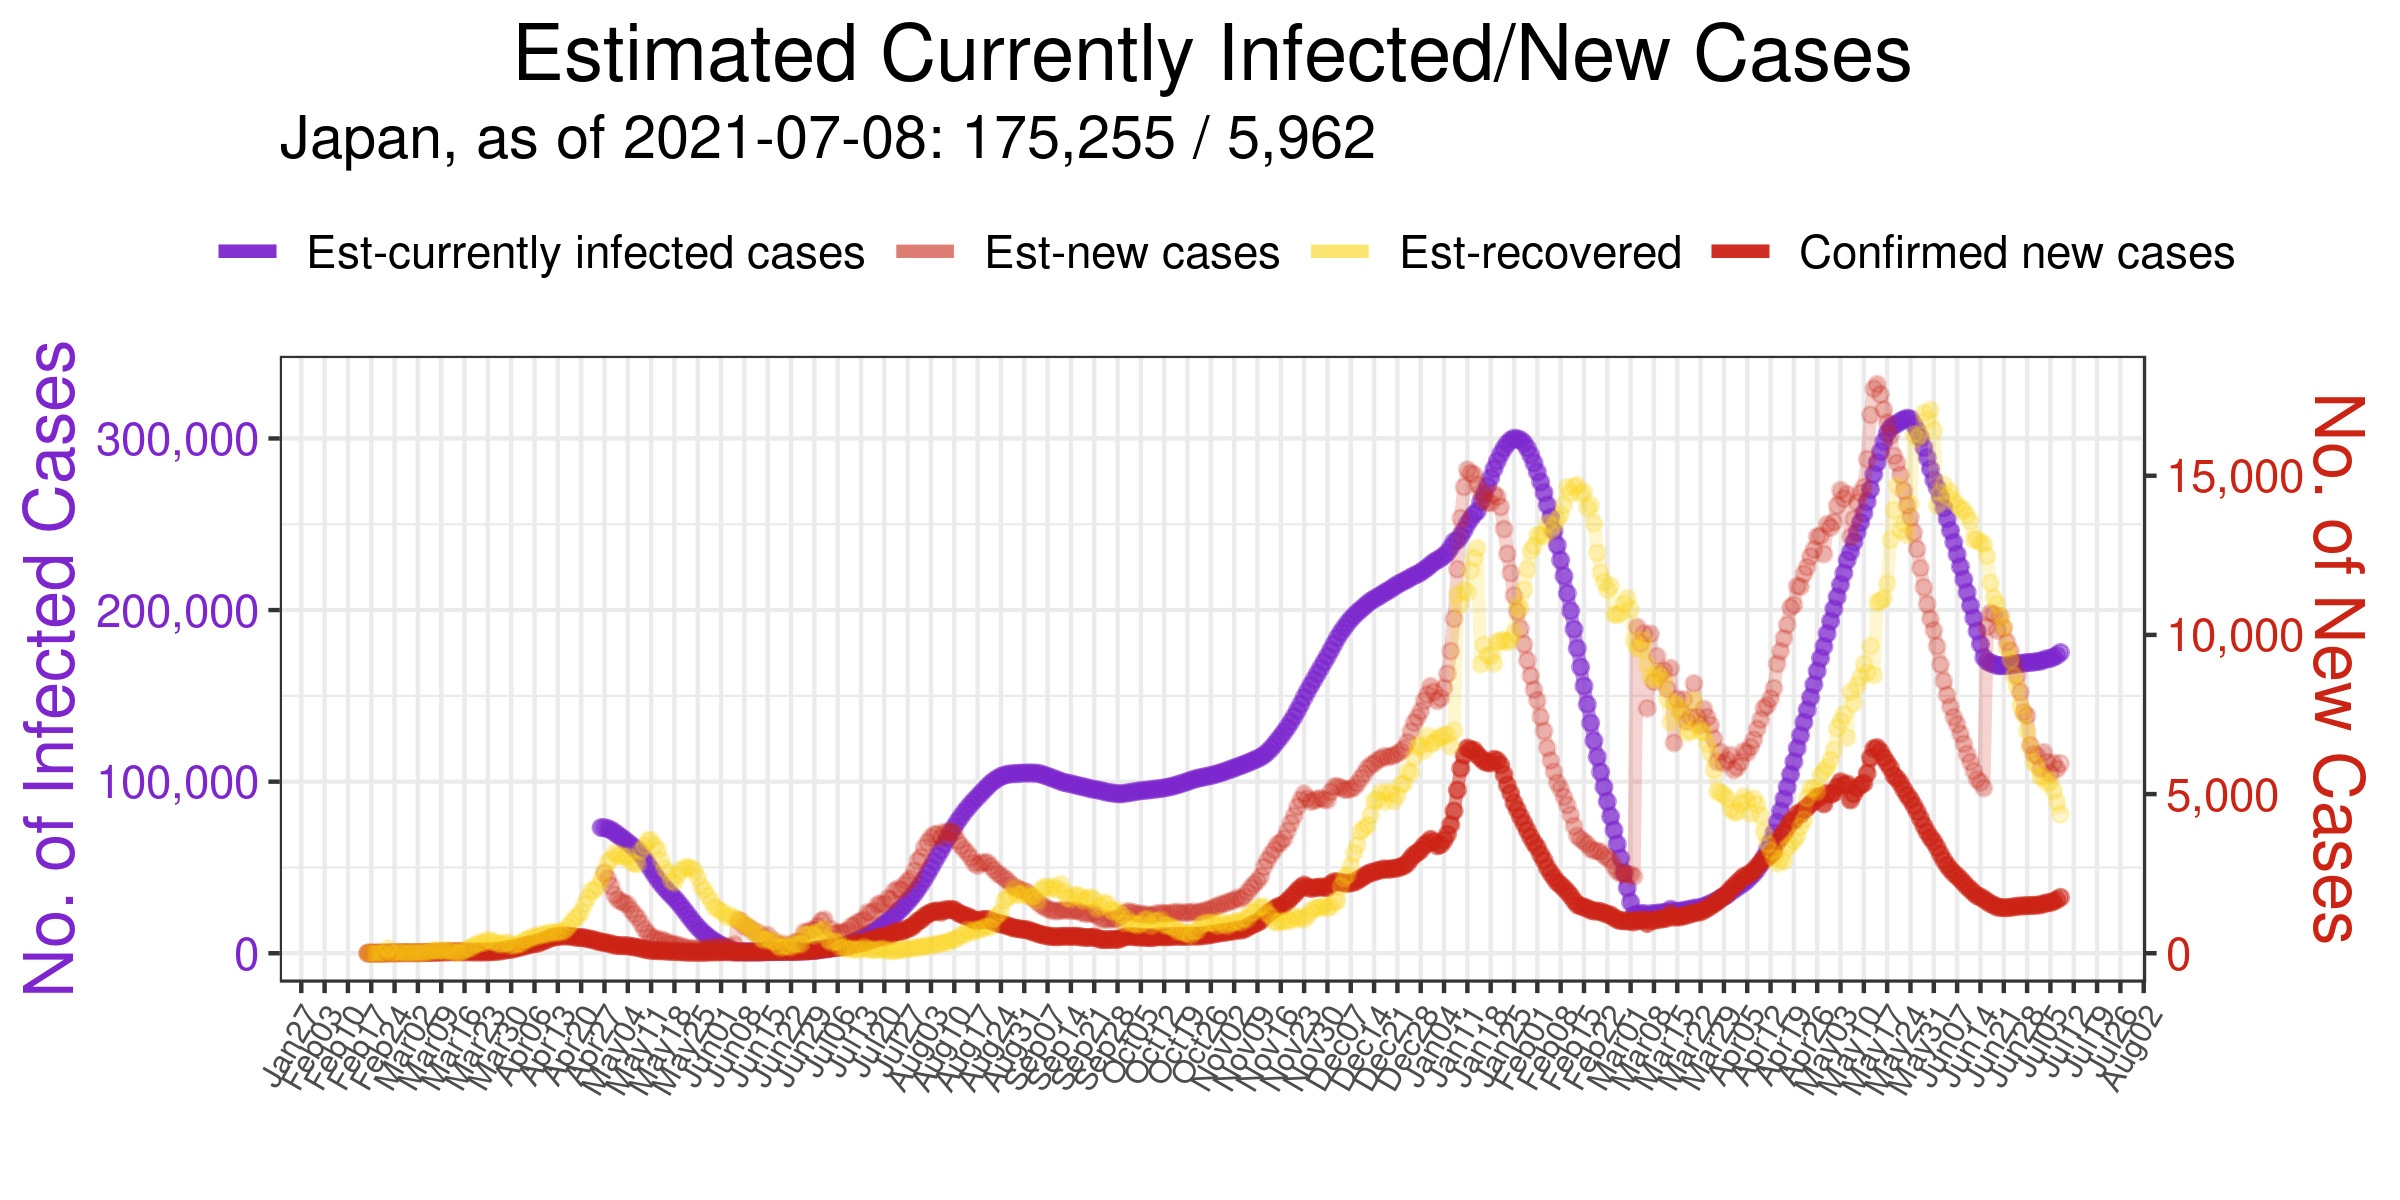 Estimated Currently Infected/New Cases
Japan, as of 2021-07-08: 175,255 / 5,962
Est-currently infected cases
Est-new cases
Est-recovered
Confirmed new cases
No. of Infected Cases
300,000
200,000
100,000
0
15,000
10,000
5,000
0
No. of New Cases
Jan27
Feb03
Feb10
Feb17
Feb24
Mar02
Mar09
Mar16
Mar23
Mar30
Apr06
Apr13
Apr20
Apr27
May04
May11
May18
May25
Jun01
Jun08
Jun15
Jun22
Jun29
Jul06
Jul13
Jul20
Jul27
Aug03
Aug10
Aug17
Aug24
Aug31
Sep07
Sep14
Sep21
Sep28
Oct05
Oct12
Oct19
Oct26
Nov02
Nov09
Nov16
Nov23
Nov30
Dec07
Dec14
Dec21
Dec28
Jan04
Jan11
Jan18
Jan25
Feb01
Feb08
Feb15
Feb22
Mar01
Mar08
Mar15
Mar22
Mar29
Apr05
Apr12
Apr19
Apr26
May03
May10
May17
May24
May31
Jun07
Jun14
Jun21
Jun28
Jul05
Jul12
Jul19
Jul26
Aug02